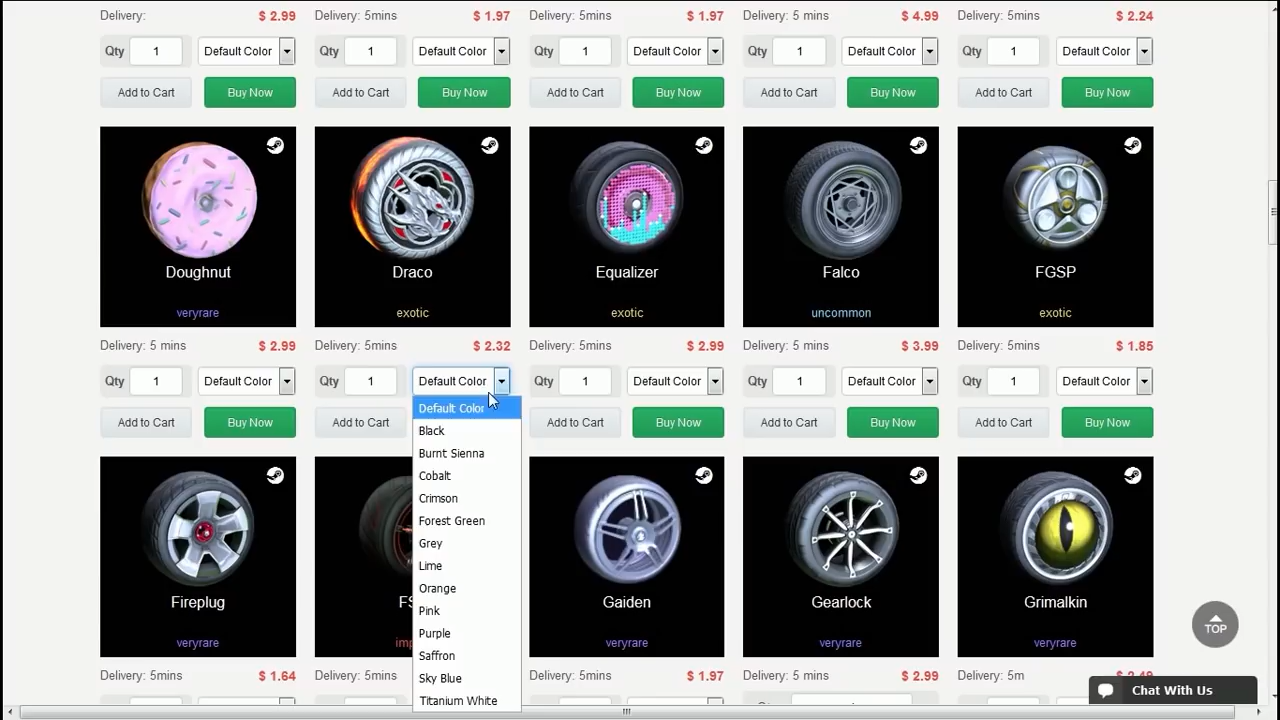 Delivery: $ 2.99 Delivery: 5mins $ 1.97 Delivery: 5mins $ 1.97 Delivery: 5 mins $ 4.99 Delivery: 5mins $ 2.24
Qty 1 Default Color Qty 1 Default Color Qty 1 Default Color Qty 1 Default Color Qty 1 Default Color
Add to Cart Buy Now Add to Cart Buy Now Add to Cart Buy Now Add to Cart Buy Now Add to Cart Buy Now
Doughnut Draco Equalizer Falco FGSP
veryrare exotic exotic uncommon exotic
Delivery: 5 mins $ 2.99 Delivery: 5mins $ 2.32 Delivery: 5mins $ 2.99 Delivery: 5mins $ 3.99 Delivery: 5mins $ 1.85
Qty 1 Default Color Qty 1 Default Color Qty 1 Default Color Qty 1 Default Color Qty 1 Default Color
Add to Cart Buy Now Add to Cart Add to Cart Buy Now Add to Cart Buy Now Add to Cart Buy Now
Default Color
Black
Burnt Sienna
Cobalt
Crimson
Forest Green
Grey
Lime
Orange
Pink
Purple
Saffron
Sky Blue
Titanium White
Fireplug Gaiden Gearlock Grimalkin
veryrare veryrare veryrare veryrare
Delivery: 5mins $ 1.64 Delivery: 5mins Delivery: 5mins $ 1.97 Delivery: 5mins $ 2.99 Delivery: 5m
TOP
Chat With Us